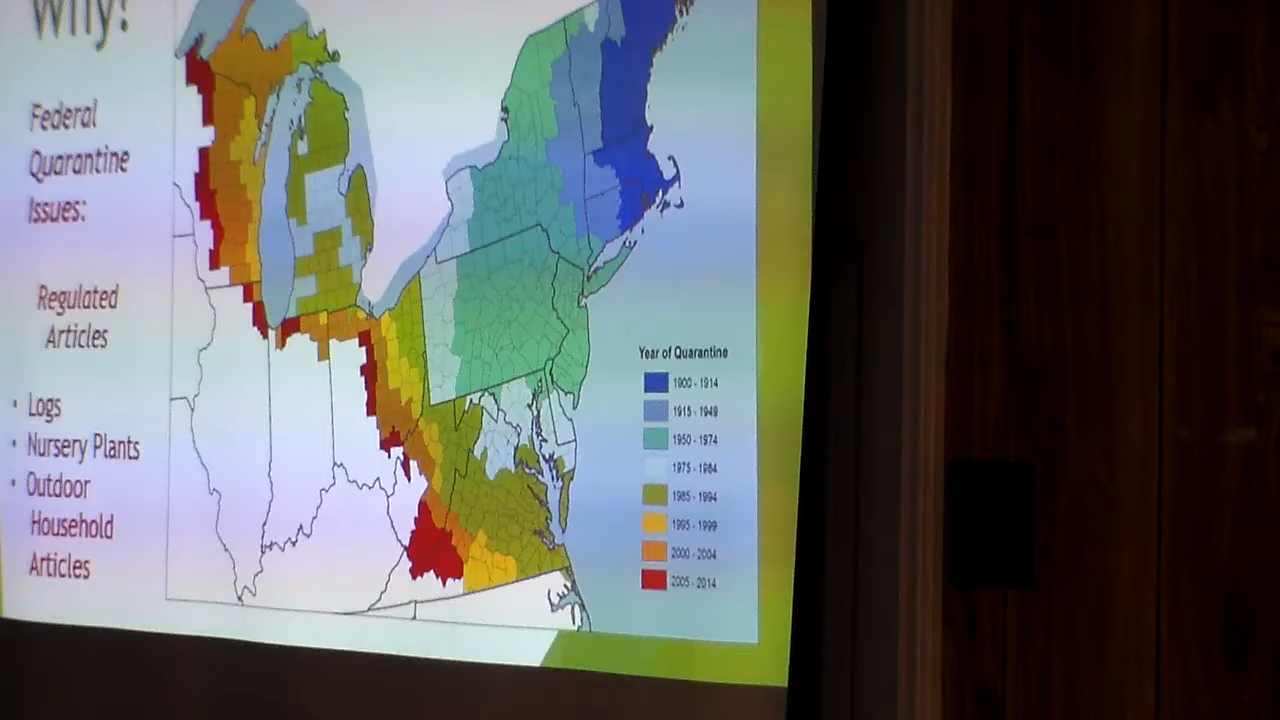 Why?
Federal
Quarantine
Issues:
Regulated
Articles
· Logs
· Nursery Plants
· Outdoor
Household
Articles
Year of Quarantine
1900 - 1914
1915 - 1949
1950 - 1974
1975 - 1984
1985 - 1994
1995 - 1999
2000 - 2004
2005 - 2014